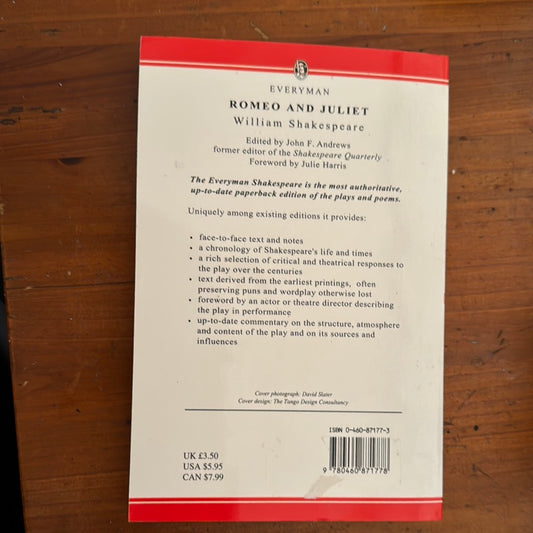 EVERYMAN
ROMEO AND JULIET
William Shakespeare
Edited by John F. Andrews
former editor of the Shakespeare Quarterly
Foreword by Julie Harris
The Everyman Shakespeare is the most authoritative,
up-to-date paperback edition of the plays and poems.
Uniquely among existing editions it provides:
• face-to-face text and notes
• a chronology of Shakespeare's life and times
• a rich selection of critical and theatrical responses to
the play over the centuries
• text derived from the earliest printings, often
preserving puns and wordplay otherwise lost
• foreword by an actor or theatre director describing
the play in performance
• up-to-date commentary on the structure, atmosphere
and content of the play and on its sources and
influences
Cover photograph: David Slater
Cover design: The Tango Design Consultancy
ISBN 0-460-87177-3
UK £3.50
USA $5.95
CAN $7.99
9 780460 871778